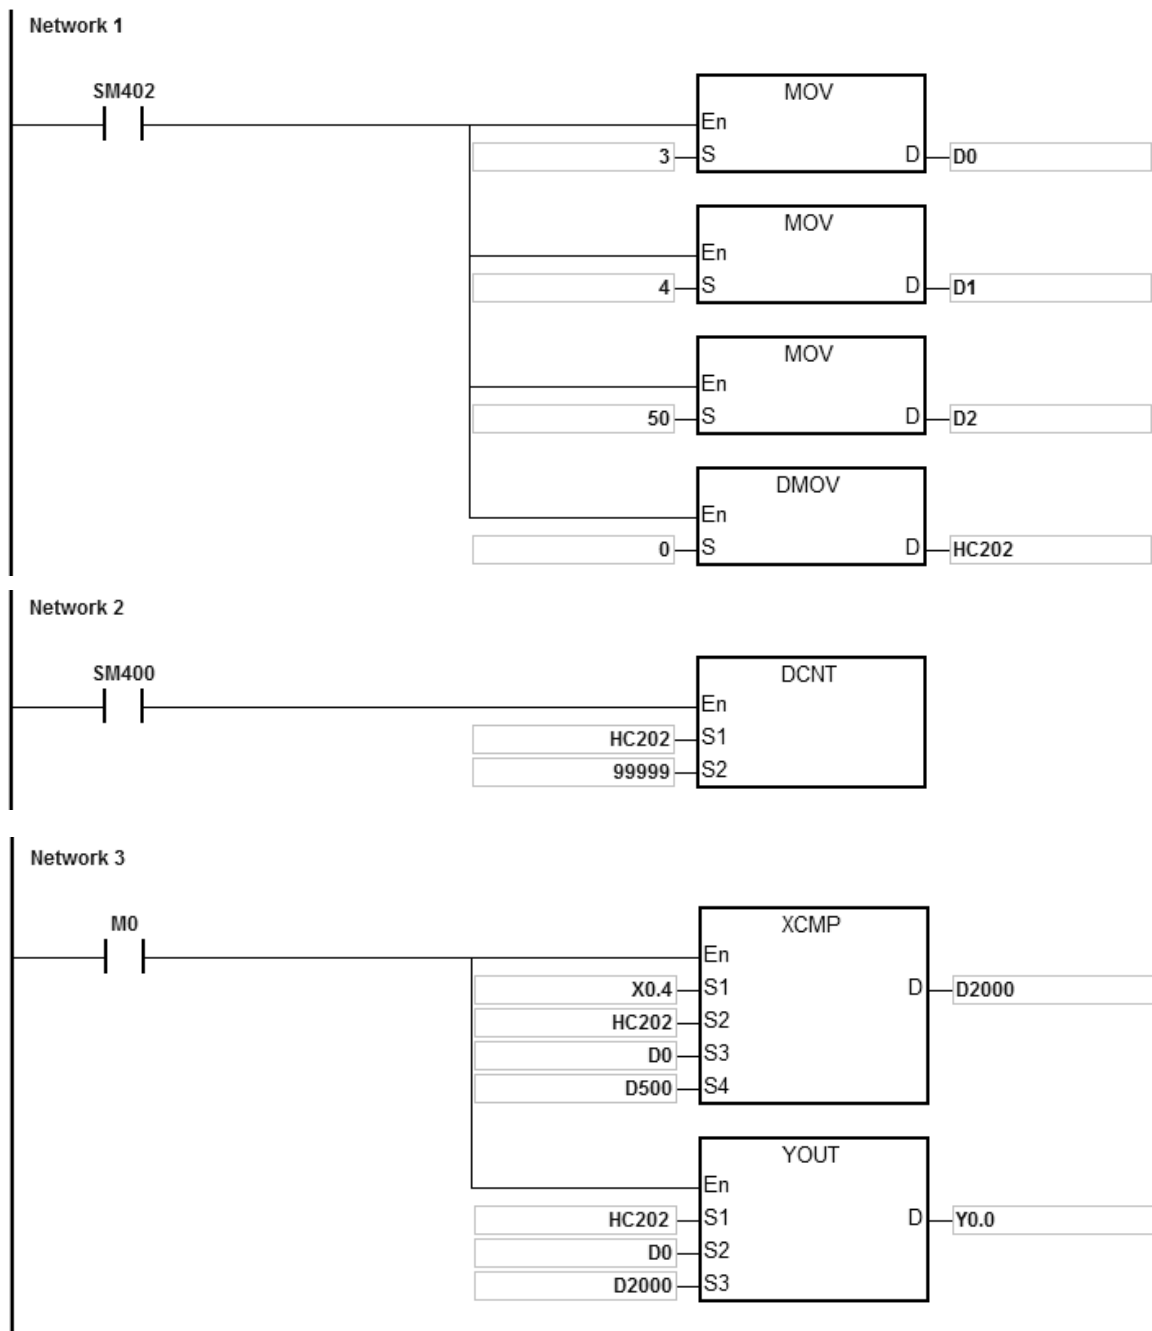 Network 1
SM402
MOV
En
3 S D D0
MOV
En
4 S D D1
MOV
En
50 S D D2
DMOV
En
0 S D HC202
Network 2
SM400
DCNT
En
HC202 S1
99999 S2
Network 3
M0
XCMP
En
X0.4 S1 D D2000
HC202 S2
D0 S3
D500 S4
YOUT
En
HC202 S1 D Y0.0
D0 S2
D2000 S3